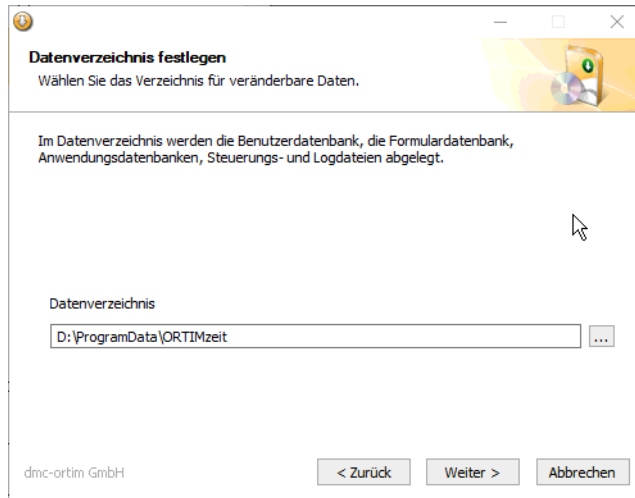 Datenverzeichnis festlegen
Wählen Sie das Verzeichnis für veränderbare Daten.
Im Datenverzeichnis werden die Benutzerdatenbank, die Formulardatenbank,
Anwendungsdatenbanken, Steuerungs- und Logdateien abgelegt.
Datenverzeichnis
D:\ProgramData\ORTIMzeit
...
dmc-ortim GmbH
< Zurück
Weiter >
Abbrechen